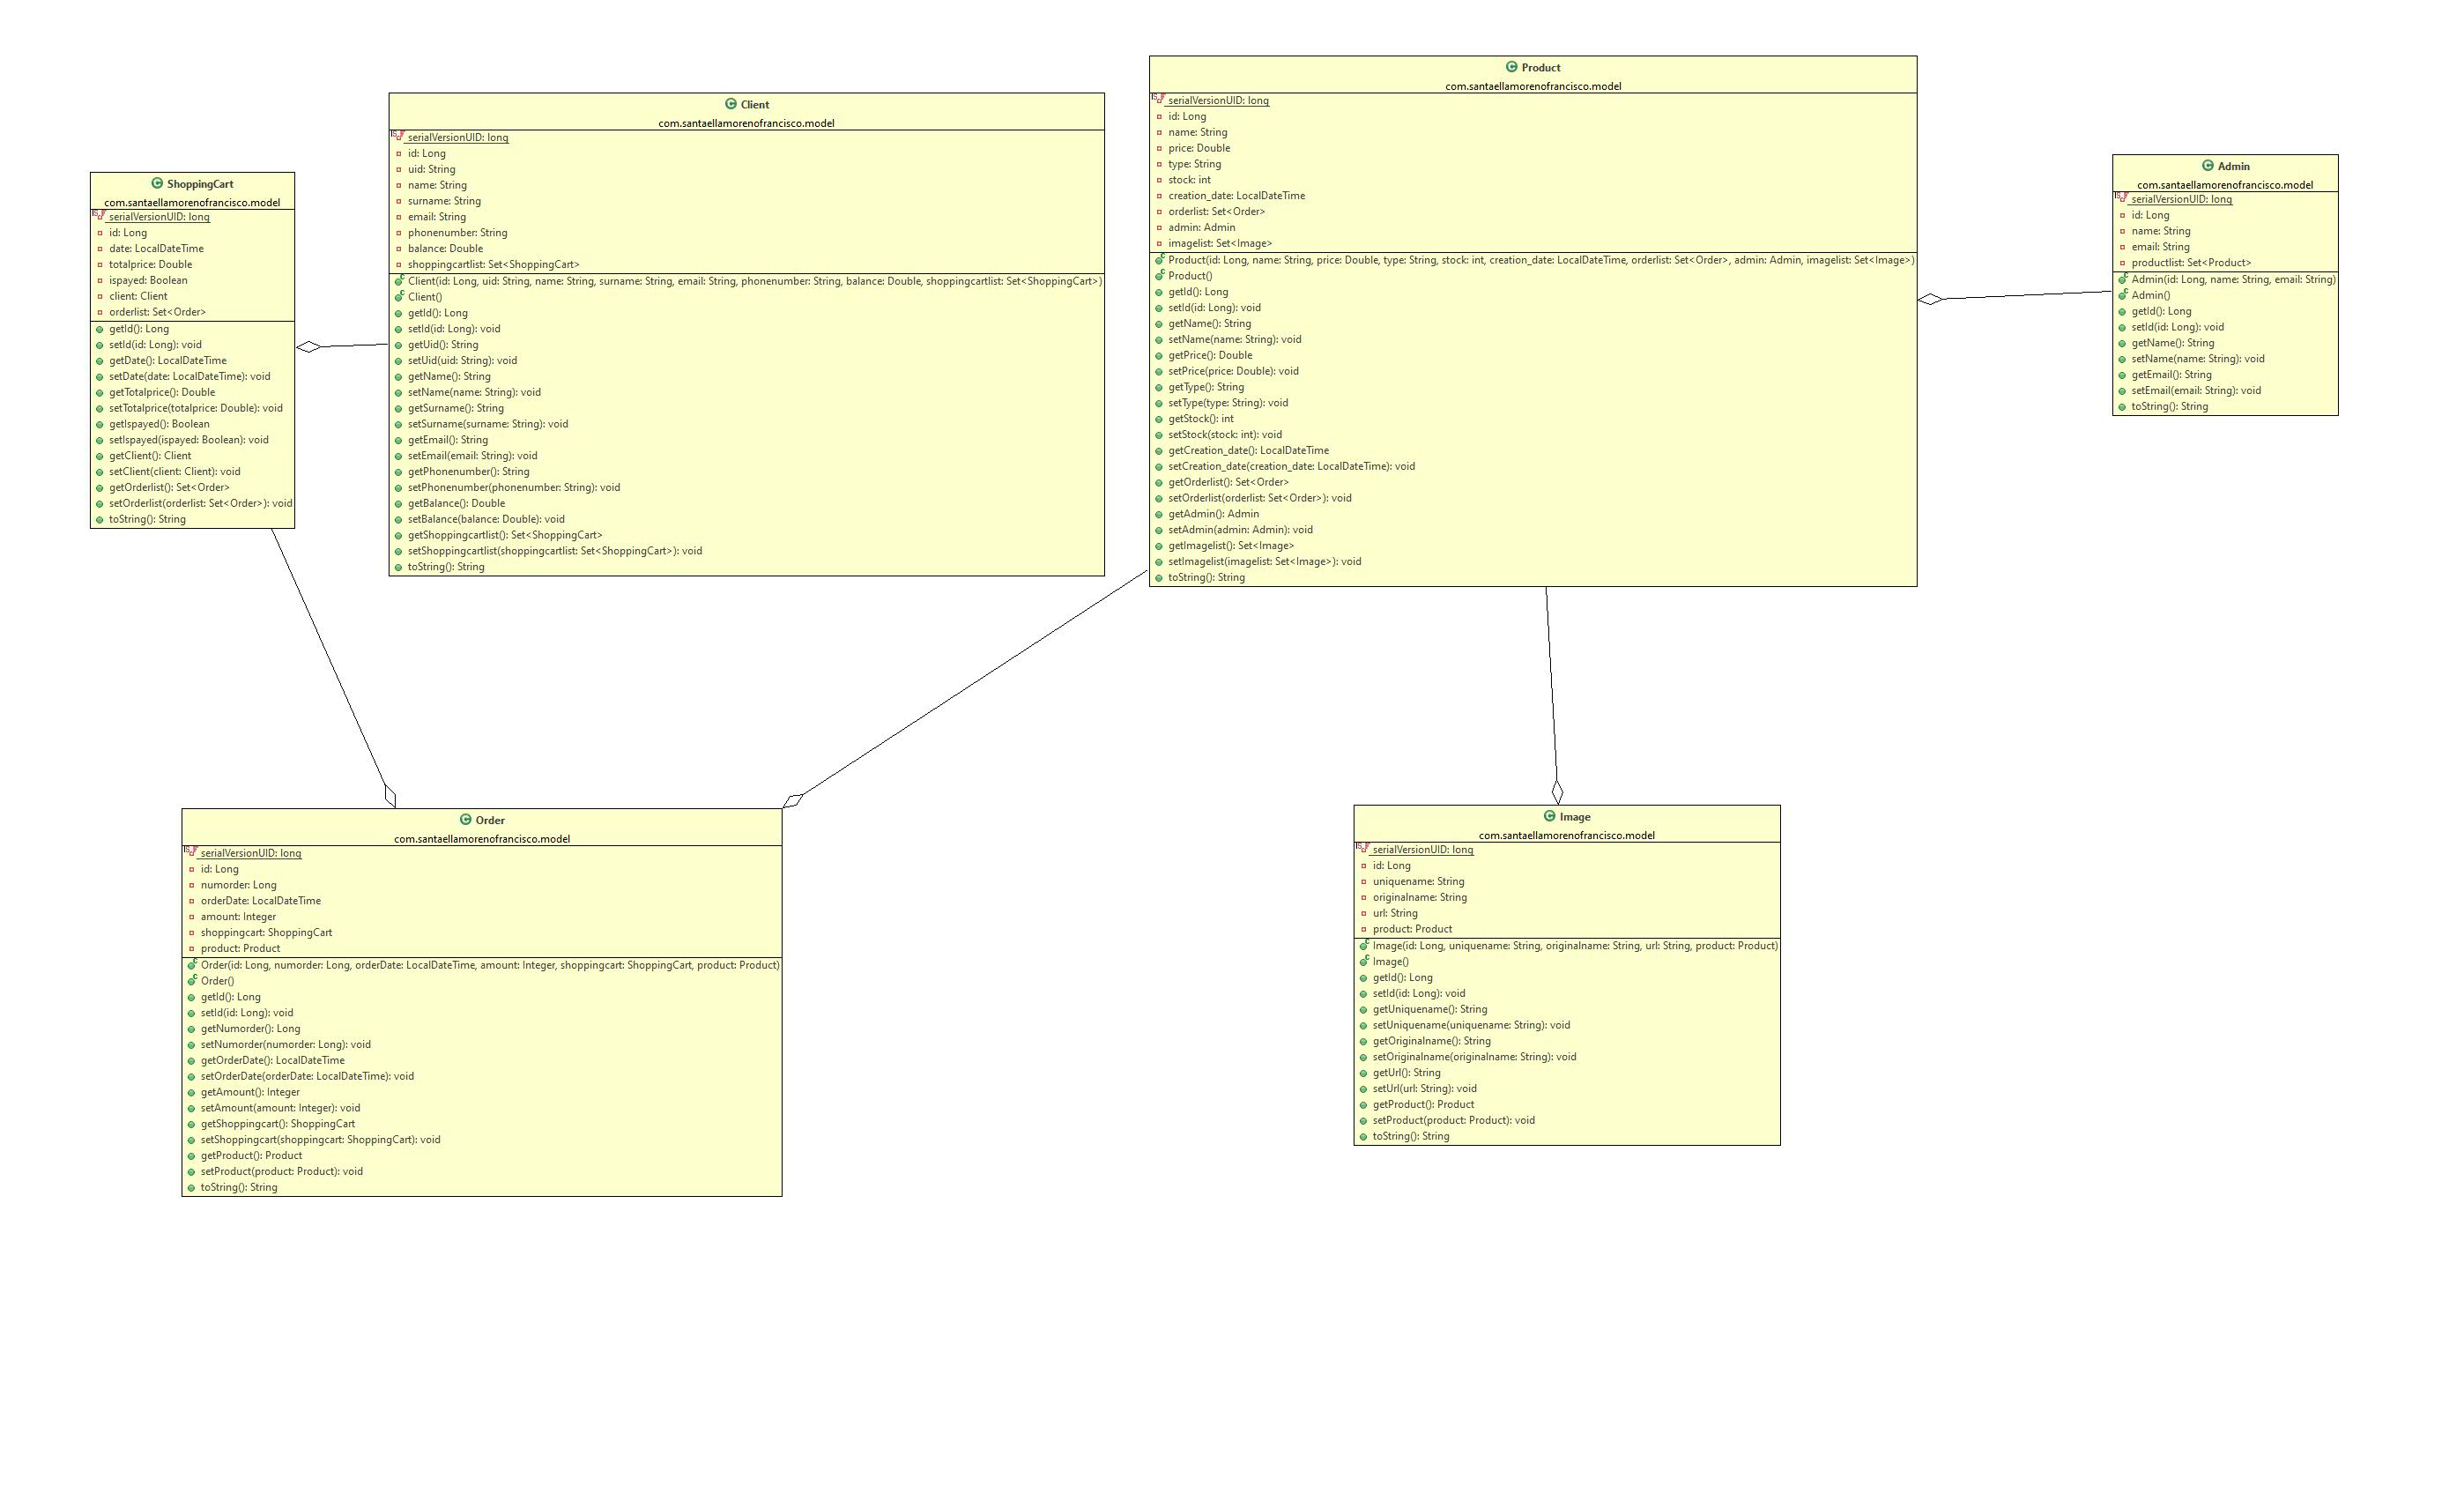 ShoppingCart
com.santaellamorenofrancisco.model
serialVersionUID: long
id: Long
date: LocalDateTime
totalprice: Double
ispayed: Boolean
client: Client
orderlist: Set<Order>
getId(): Long
setId(id: Long): void
getDate(): LocalDateTime
setDate(date: LocalDateTime): void
getTotalprice(): Double
setTotalprice(totalprice: Double): void
getIspayed(): Boolean
setIspayed(ispayed: Boolean): void
getClient(): Client
setClient(client: Client): void
getOrderlist(): Set<Order>
setOrderlist(orderlist: Set<Order>): void
toString(): String
Client
com.santaellamorenofrancisco.model
serialVersionUID: long
id: Long
uid: String
name: String
surname: String
email: String
phonenumber: String
balance: Double
shoppingcartlist: Set<ShoppingCart>
Client(id: Long, uid: String, name: String, surname: String, email: String, phonenumber: String, balance: Double, shoppingcartlist: Set<ShoppingCart>)
Client()
getId(): Long
setId(id: Long): void
getUid(): String
setUid(uid: String): void
getName(): String
setName(name: String): void
getSurname(): String
setSurname(surname: String): void
getEmail(): String
setEmail(email: String): void
getPhonenumber(): String
setPhonenumber(phonenumber: String): void
getBalance(): Double
setBalance(balance: Double): void
getShoppingcartlist(): Set<ShoppingCart>
setShoppingcartlist(shoppingcartlist: Set<ShoppingCart>): void
toString(): String
Product
com.santaellamorenofrancisco.model
serialVersionUID: long
id: Long
name: String
price: Double
type: String
stock: int
creation_date: LocalDateTime
orderlist: Set<Order>
admin: Admin
imagelist: Set<Image>
Product(id: Long, name: String, price: Double, type: String, stock: int, creation_date: LocalDateTime, orderlist: Set<Order>, admin: Admin, imagelist: Set<Image>)
Product()
getId(): Long
setId(id: Long): void
getName(): String
setName(name: String): void
getPrice(): Double
setPrice(price: Double): void
getType(): String
setType(type: String): void
getStock(): int
setStock(stock: int): void
getCreation_date(): LocalDateTime
setCreation_date(creation_date: LocalDateTime): void
getOrderlist(): Set<Order>
setOrderlist(orderlist: Set<Order>): void
getAdmin(): Admin
setAdmin(admin: Admin): void
getImagelist(): Set<Image>
setImagelist(imagelist: Set<Image>): void
toString(): String
Admin
com.santaellamorenofrancisco.model
serialVersionUID: long
id: Long
name: String
email: String
productlist: Set<Product>
Admin(id: Long, name: String, email: String)
Admin()
getId(): Long
setId(id: Long): void
getName(): String
setName(name: String): void
getEmail(): String
setEmail(email: String): void
toString(): String
Order
com.santaellamorenofrancisco.model
serialVersionUID: long
id: Long
numorder: Long
orderDate: LocalDateTime
amount: Integer
shoppingcart: ShoppingCart
product: Product
Order(id: Long, numorder: Long, orderDate: LocalDateTime, amount: Integer, shoppingcart: ShoppingCart, product: Product)
Order()
getId(): Long
setId(id: Long): void
getNumorder(): Long
setNumorder(numorder: Long): void
getOrderDate(): LocalDateTime
setOrderDate(orderDate: LocalDateTime): void
getAmount(): Integer
setAmount(amount: Integer): void
getShoppingcart(): ShoppingCart
setShoppingcart(shoppingcart: ShoppingCart): void
getProduct(): Product
setProduct(product: Product): void
toString(): String
Image
com.santaellamorenofrancisco.model
serialVersionUID: long
id: Long
uniquename: String
originalname: String
url: String
product: Product
Image(id: Long, uniquename: String, originalname: String, url: String, product: Product)
Image()
getId(): Long
setId(id: Long): void
getUniquename(): String
setUniquename(uniquename: String): void
getOriginalname(): String
setOriginalname(originalname: String): void
getUrl(): String
setUrl(url: String): void
getProduct(): Product
setProduct(product: Product): void
toString(): String